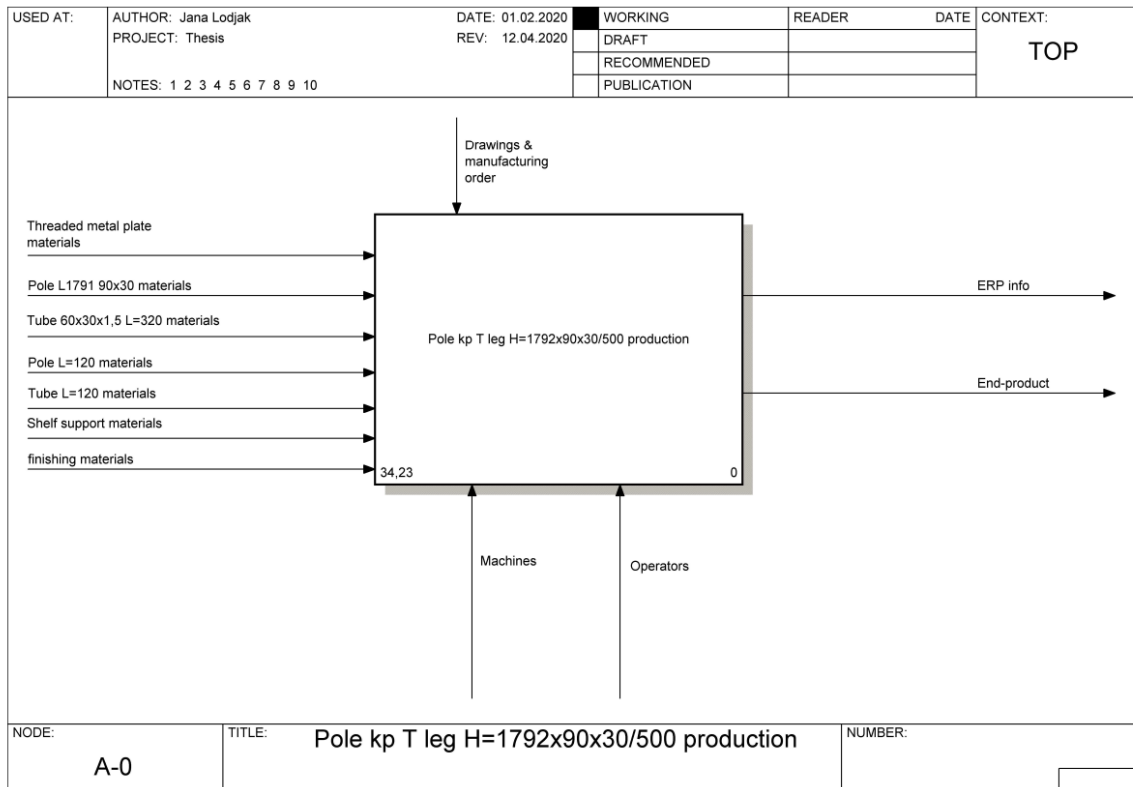 USED AT:
AUTHOR: Jana Lodjak
DATE: 01.02.2020
WORKING
READER
DATE
CONTEXT:
PROJECT: Thesis
REV: 12.04.2020
DRAFT
TOP
RECOMMENDED
NOTES: 1 2 3 4 5 6 7 8 9 10
PUBLICATION
Drawings &
manufacturing
order
Threaded metal plate
materials
Pole L1791 90x30 materials
Tube 60x30x1,5 L=320 materials
Pole L=120 materials
Tube L=120 materials
Shelf support materials
finishing materials
Pole kp T leg H=1792x90x30/500 production
34,23
0
ERP info
End-product
Machines
Operators
NODE:
A-0
TITLE:
Pole kp T leg H=1792x90x30/500 production
NUMBER: